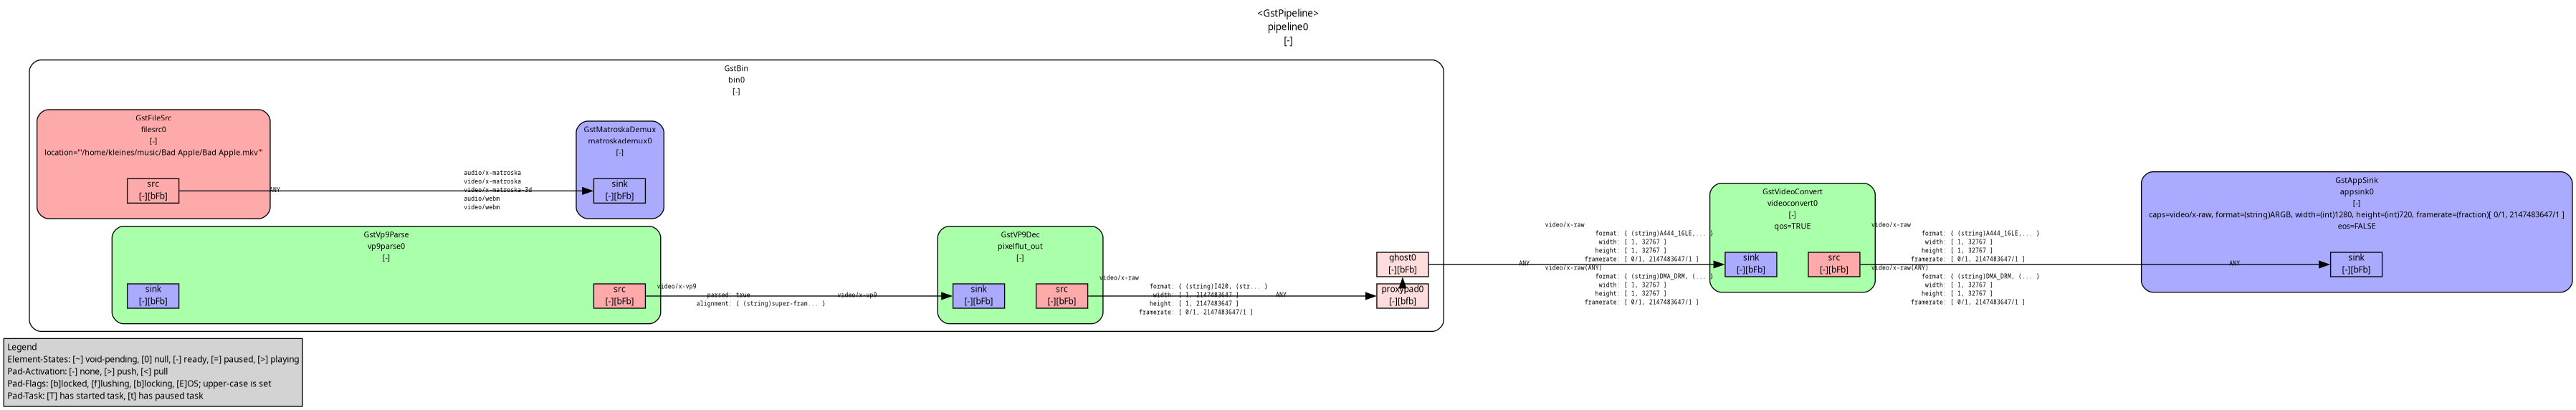 <GstPipeline>
pipeline0
[-]
GstBin
bin0
[-]
GstFileSrc
filesrc0
[-]
location="'/home/kleines/music/Bad Apple/Bad Apple.mkv'"
src
[-][bFb]
ANY
audio/x-matroska
video/x-matroska
video/x-matroska-3d
audio/webm
video/webm
GstMatroskaDemux
matroskademux0
[-]
sink
[-][bFb]
GstVp9Parse
vp9parse0
[-]
sink
[-][bFb]
src
[-][bFb]
video/x-vp9
parsed: true
alignment: { (string)super-fram... }
video/x-vp9
GstVP9Dec
pixelflut_out
[-]
sink
[-][bFb]
src
[-][bFb]
video/x-raw
format: { (string)I420, (str... }
width: [ 1, 2147483647 ]
height: [ 1, 2147483647 ]
framerate: [ 0/1, 2147483647/1 ]
ANY
ghost0
[-][bFb]
proxypad0
[-][bfb]
ANY
video/x-raw
format: { (string)A444_16LE,... }
width: [ 1, 32767 ]
height: [ 1, 32767 ]
framerate: [ 0/1, 2147483647/1 ]
video/x-raw(ANY)
format: { (string)DMA_DRM, (... }
width: [ 1, 32767 ]
height: [ 1, 32767 ]
framerate: [ 0/1, 2147483647/1 ]
GstVideoConvert
videoconvert0
[-]
qos=TRUE
sink
[-][bFb]
src
[-][bFb]
video/x-raw
format: { (string)A444_16LE,... }
width: [ 1, 32767 ]
height: [ 1, 32767 ]
framerate: [ 0/1, 2147483647/1 ]
video/x-raw(ANY)
format: { (string)DMA_DRM, (... }
width: [ 1, 32767 ]
height: [ 1, 32767 ]
framerate: [ 0/1, 2147483647/1 ]
ANY
GstAppSink
appsink0
[-]
caps=video/x-raw, format=(string)ARGB, width=(int)1280, height=(int)720, framerate=(fraction)[ 0/1, 2147483647/1 ]
eos=FALSE
sink
[-][bFb]
Legend
Element-States: [~] void-pending, [0] null, [-] ready, [=] paused, [>] playing
Pad-Activation: [-] none, [>] push, [<] pull
Pad-Flags: [b]locked, [f]lushing, [b]locking, [E]OS; upper-case is set
Pad-Task: [T] has started task, [t] has paused task